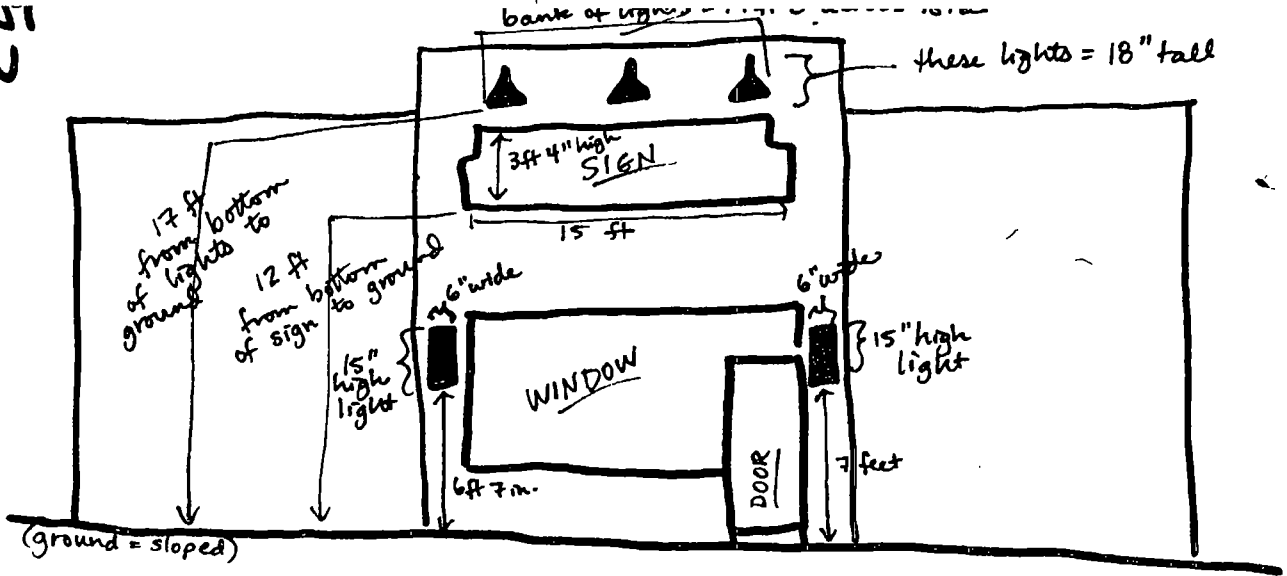 bank of lights
these lights = 18" tall
3ft 4" high
SIGN
15 ft
17 ft
from bottom
of lights to
ground
12 ft
from bottom
of sign to ground
6" wide
6" wide
15"
high
light
15" high
light
WINDOW
DOOR
6ft 7in.
7 feet
(ground = sloped)